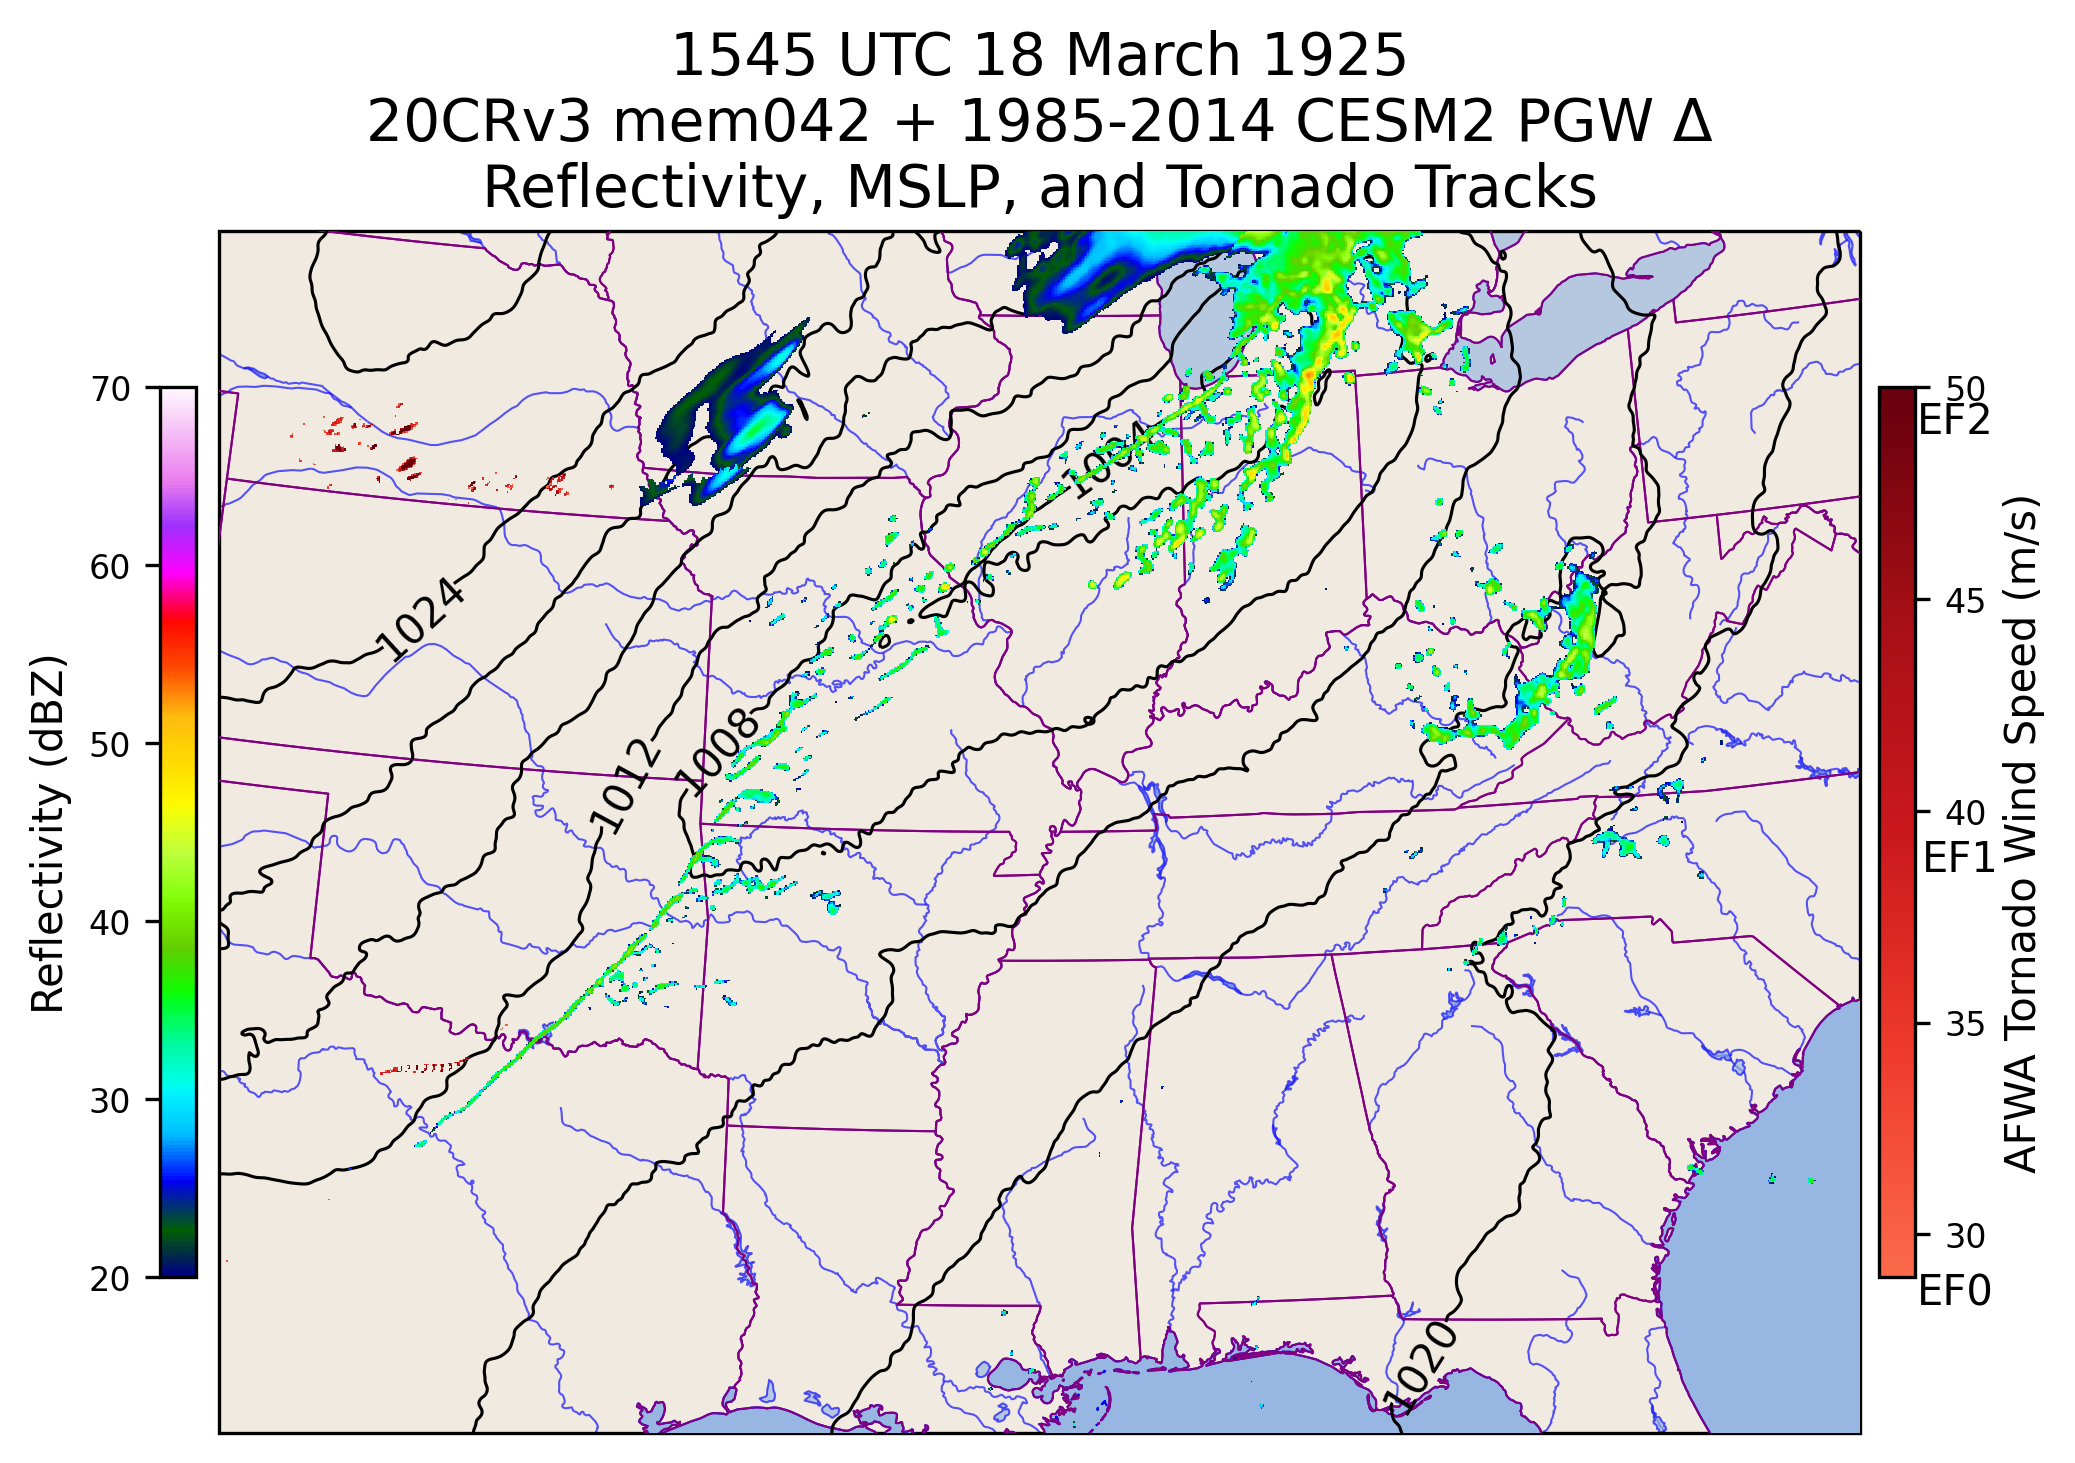 1545 UTC 18 March 1925
20CRv3 mem042 + 1985-2014 CESM2 PGW Δ
Reflectivity, MSLP, and Tornado Tracks
Reflectivity (dBZ)
70
60
50
40
30
20
1024
1012
1008
1004
1020
50
EF2
45
40
EF1
35
30
EF0
AFWA Tornado Wind Speed (m/s)